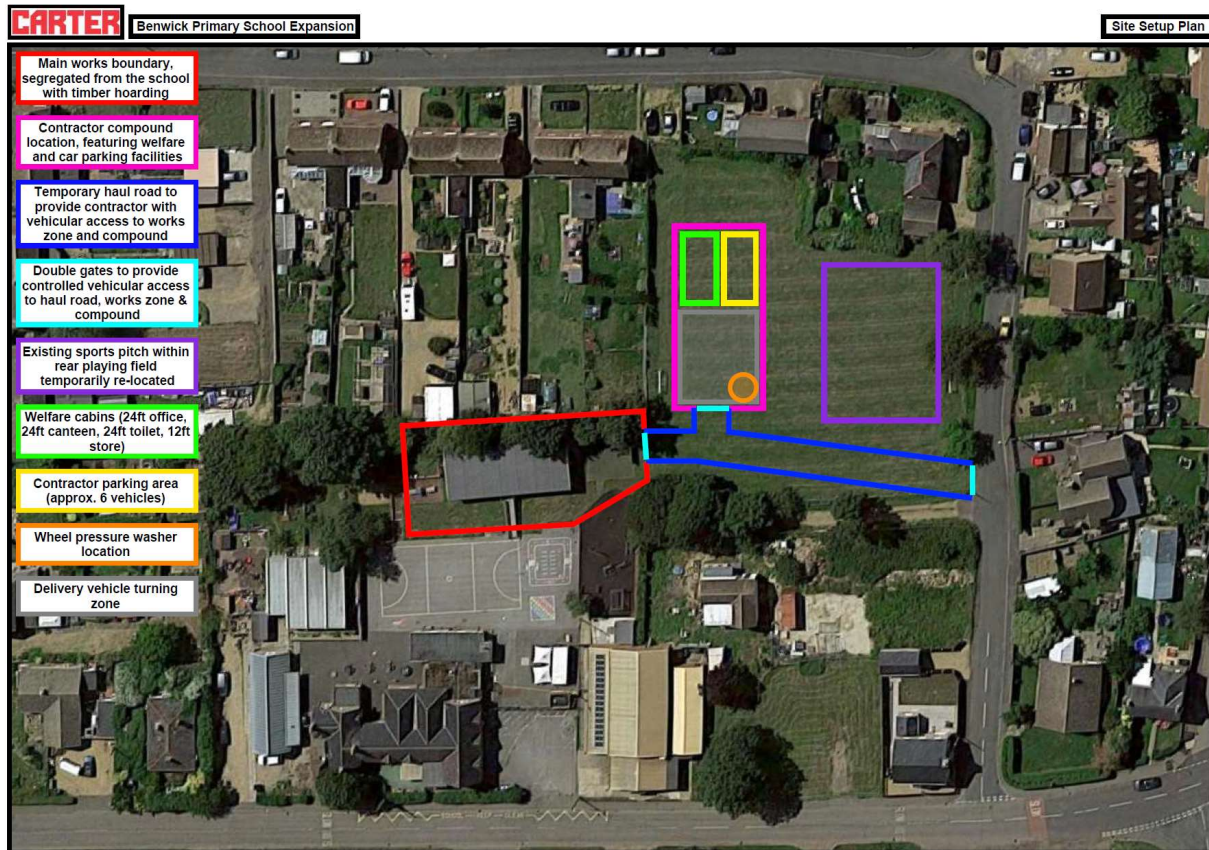 CARTER
Benwick Primary School Expansion
Site Setup Plan
Main works boundary,
segregated from the school
with timber hoarding
Contractor compound
location, featuring welfare
and car parking facilities
Temporary haul road to
provide contractor with
vehicular access to works
zone and compound
Double gates to provide
controlled vehicular access
to haul road, works zone &
compound
Existing sports pitch within
rear playing field
temporarily re-located
Welfare cabins (24ft office,
24ft canteen, 24ft toilet, 12ft
store)
Contractor parking area
(approx. 6 vehicles)
Wheel pressure washer
location
Delivery vehicle turning
zone